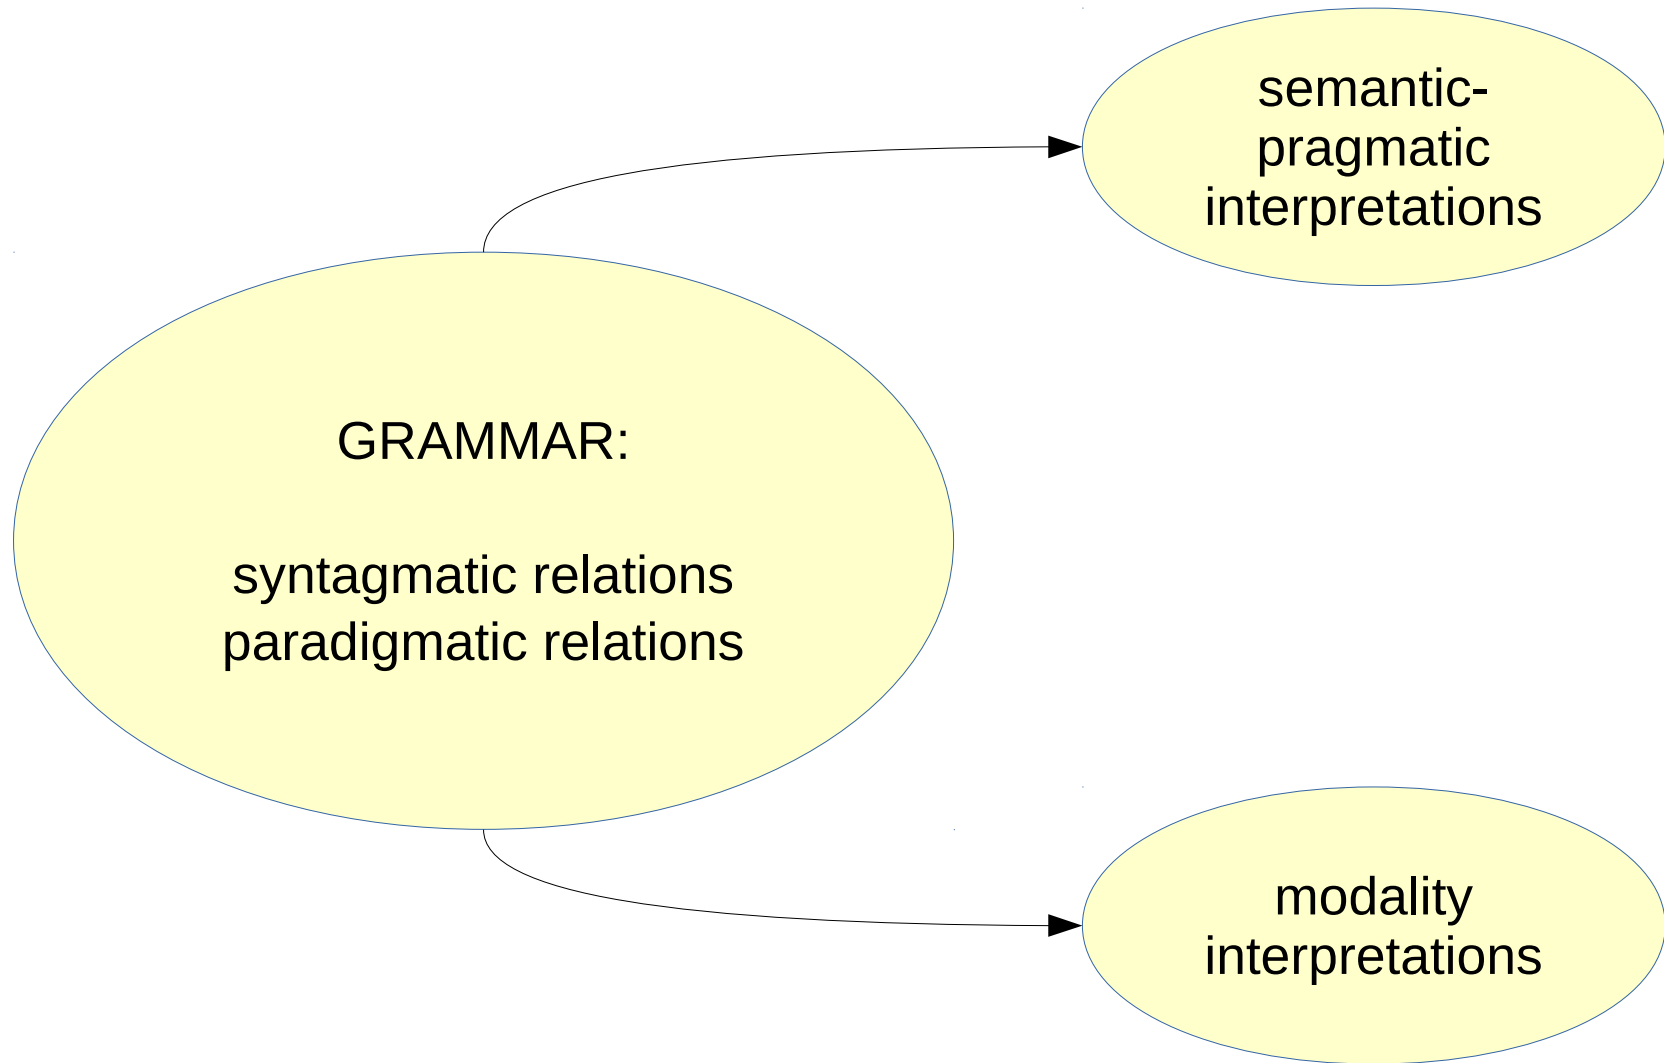 semantic-
pragmatic
interpretations
GRAMMAR:
syntagmatic relations
paradigmatic relations
modality
interpretations